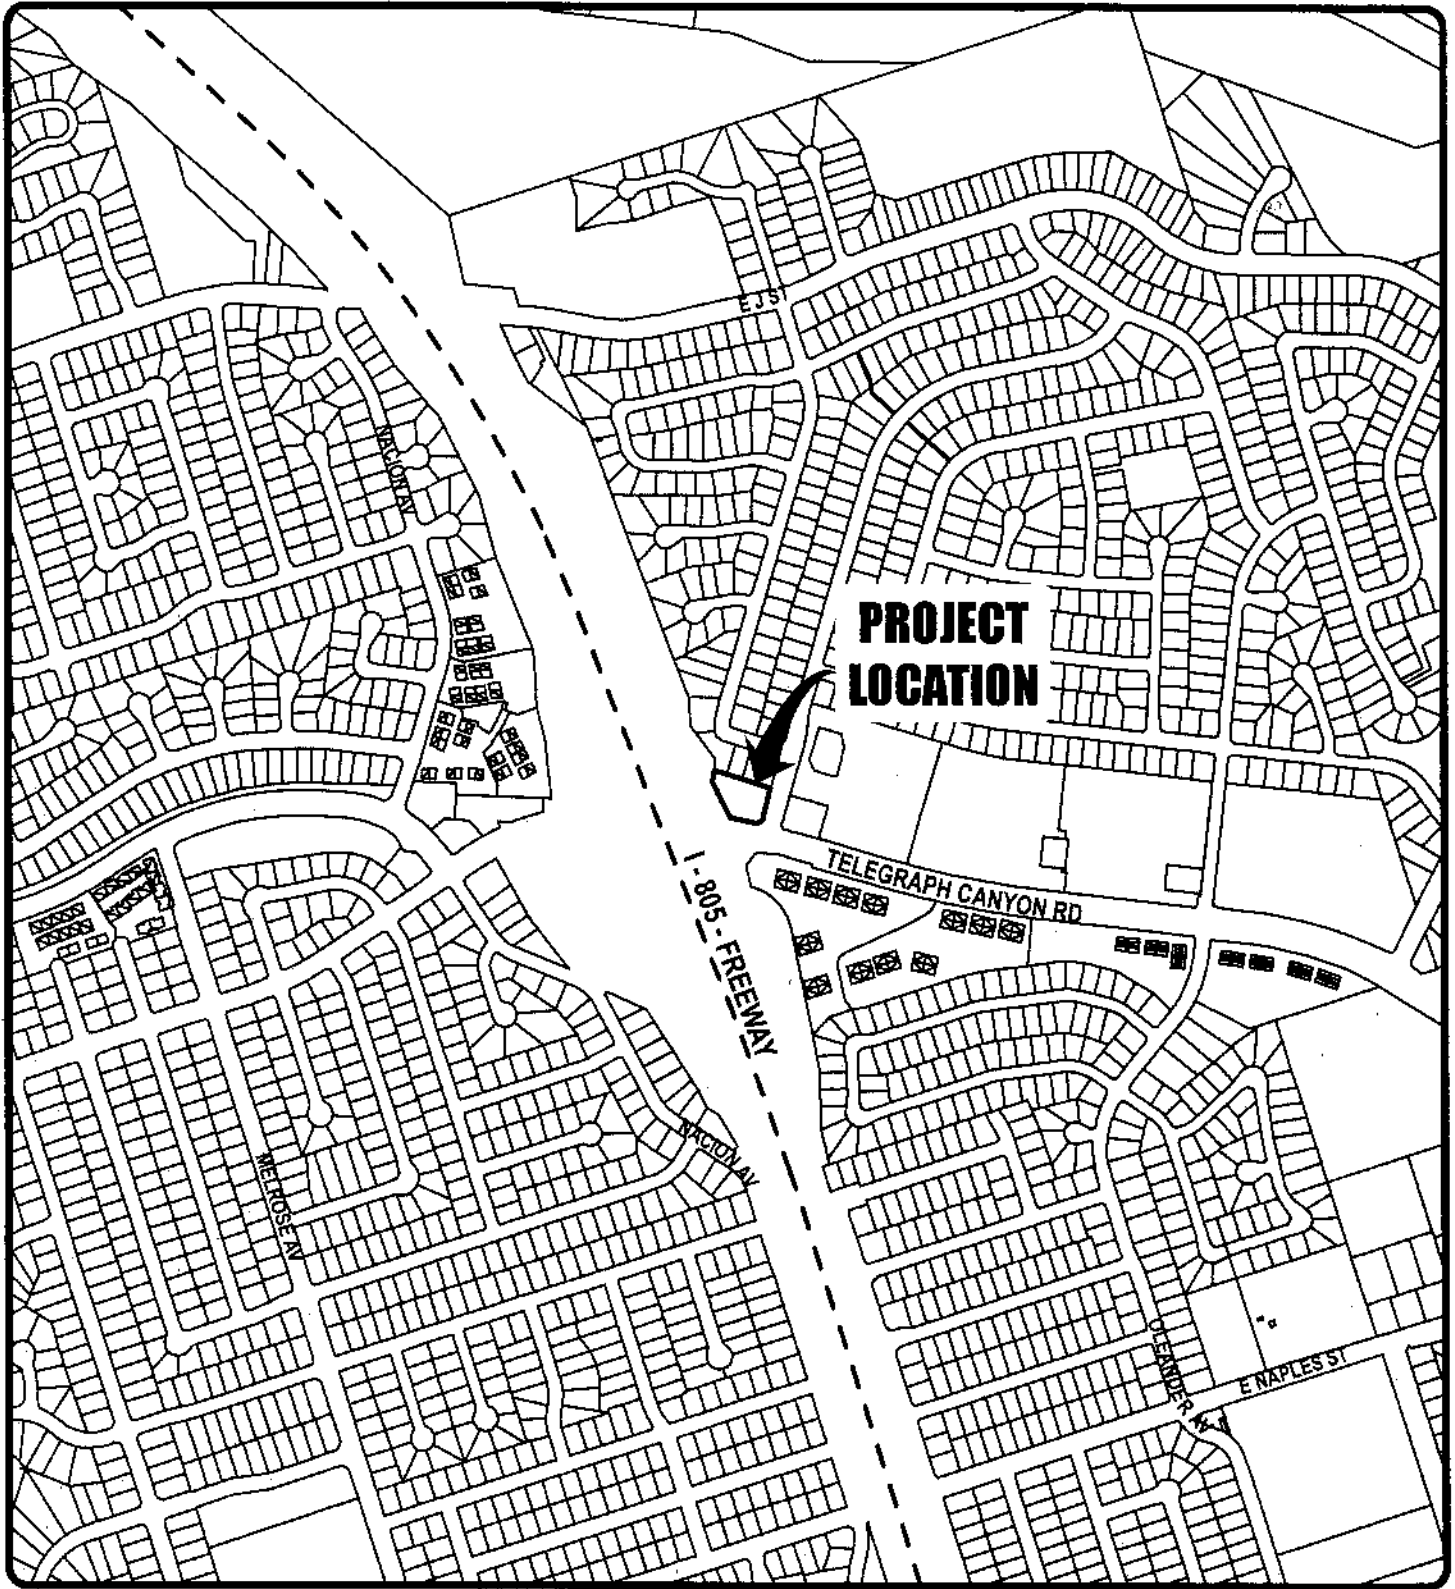 E J ST
NACION AV
PROJECT
LOCATION
TELEGRAPH CANYON RD
I - 805 - FREEWAY
NACION AV
MELROSE AV
OLEANDER AV
E NAPLES ST